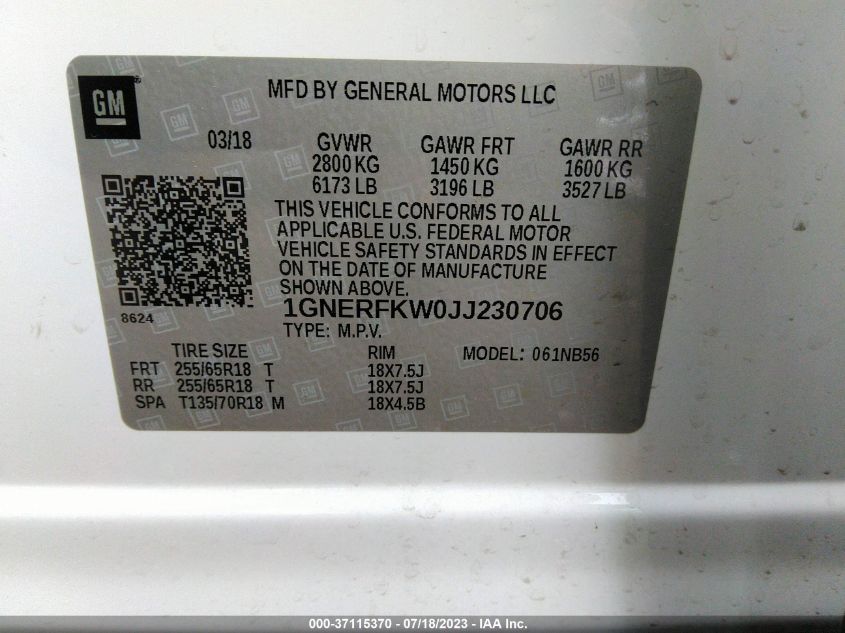 GM
MFD BY GENERAL MOTORS LLC
03/18 GVWR GAWR FRT GAWR RR
2800 KG 1450 KG 1600 KG
6173 LB 3196 LB 3527 LB
THIS VEHICLE CONFORMS TO ALL
APPLICABLE U.S. FEDERAL MOTOR
VEHICLE SAFETY STANDARDS IN EFFECT
ON THE DATE OF MANUFACTURE
SHOWN ABOVE.
8624
1GNERFKW0JJ230706
TYPE: M.P.V.
TIRE SIZE RIM MODEL: 061NB56
FRT 255/65R18 T 18X7.5J
RR 255/65R18 T 18X7.5J
SPA T135/70R18 M 18X4.5B
000-37115370 - 07/18/2023 - IAA Inc.